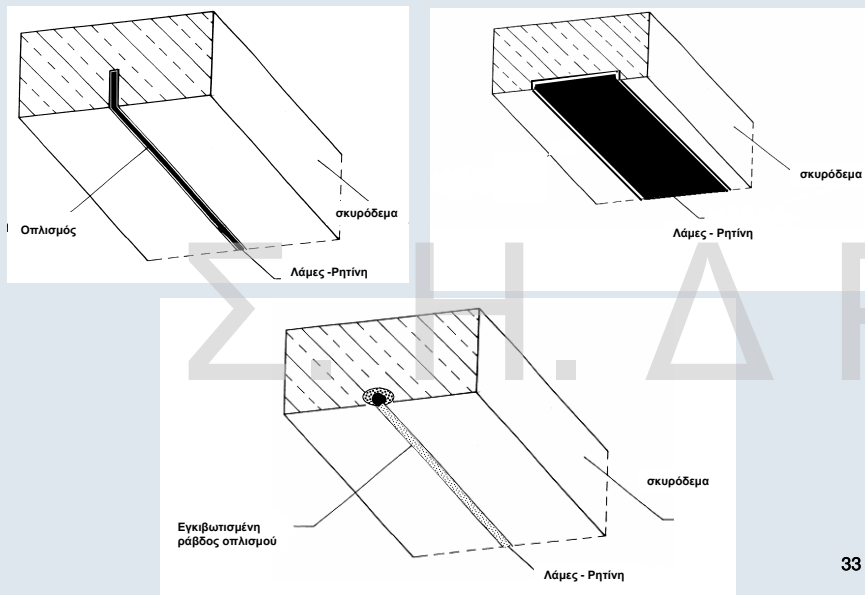 Οπλισμός
σκυρόδεμα
Λάμες -Ρητίνη
σκυρόδεμα
Λάμες - Ρητίνη
Σ. Η. Δ
Εγκιβωτισμένη
ράβδος οπλισμού
σκυρόδεμα
Λάμες - Ρητίνη
33